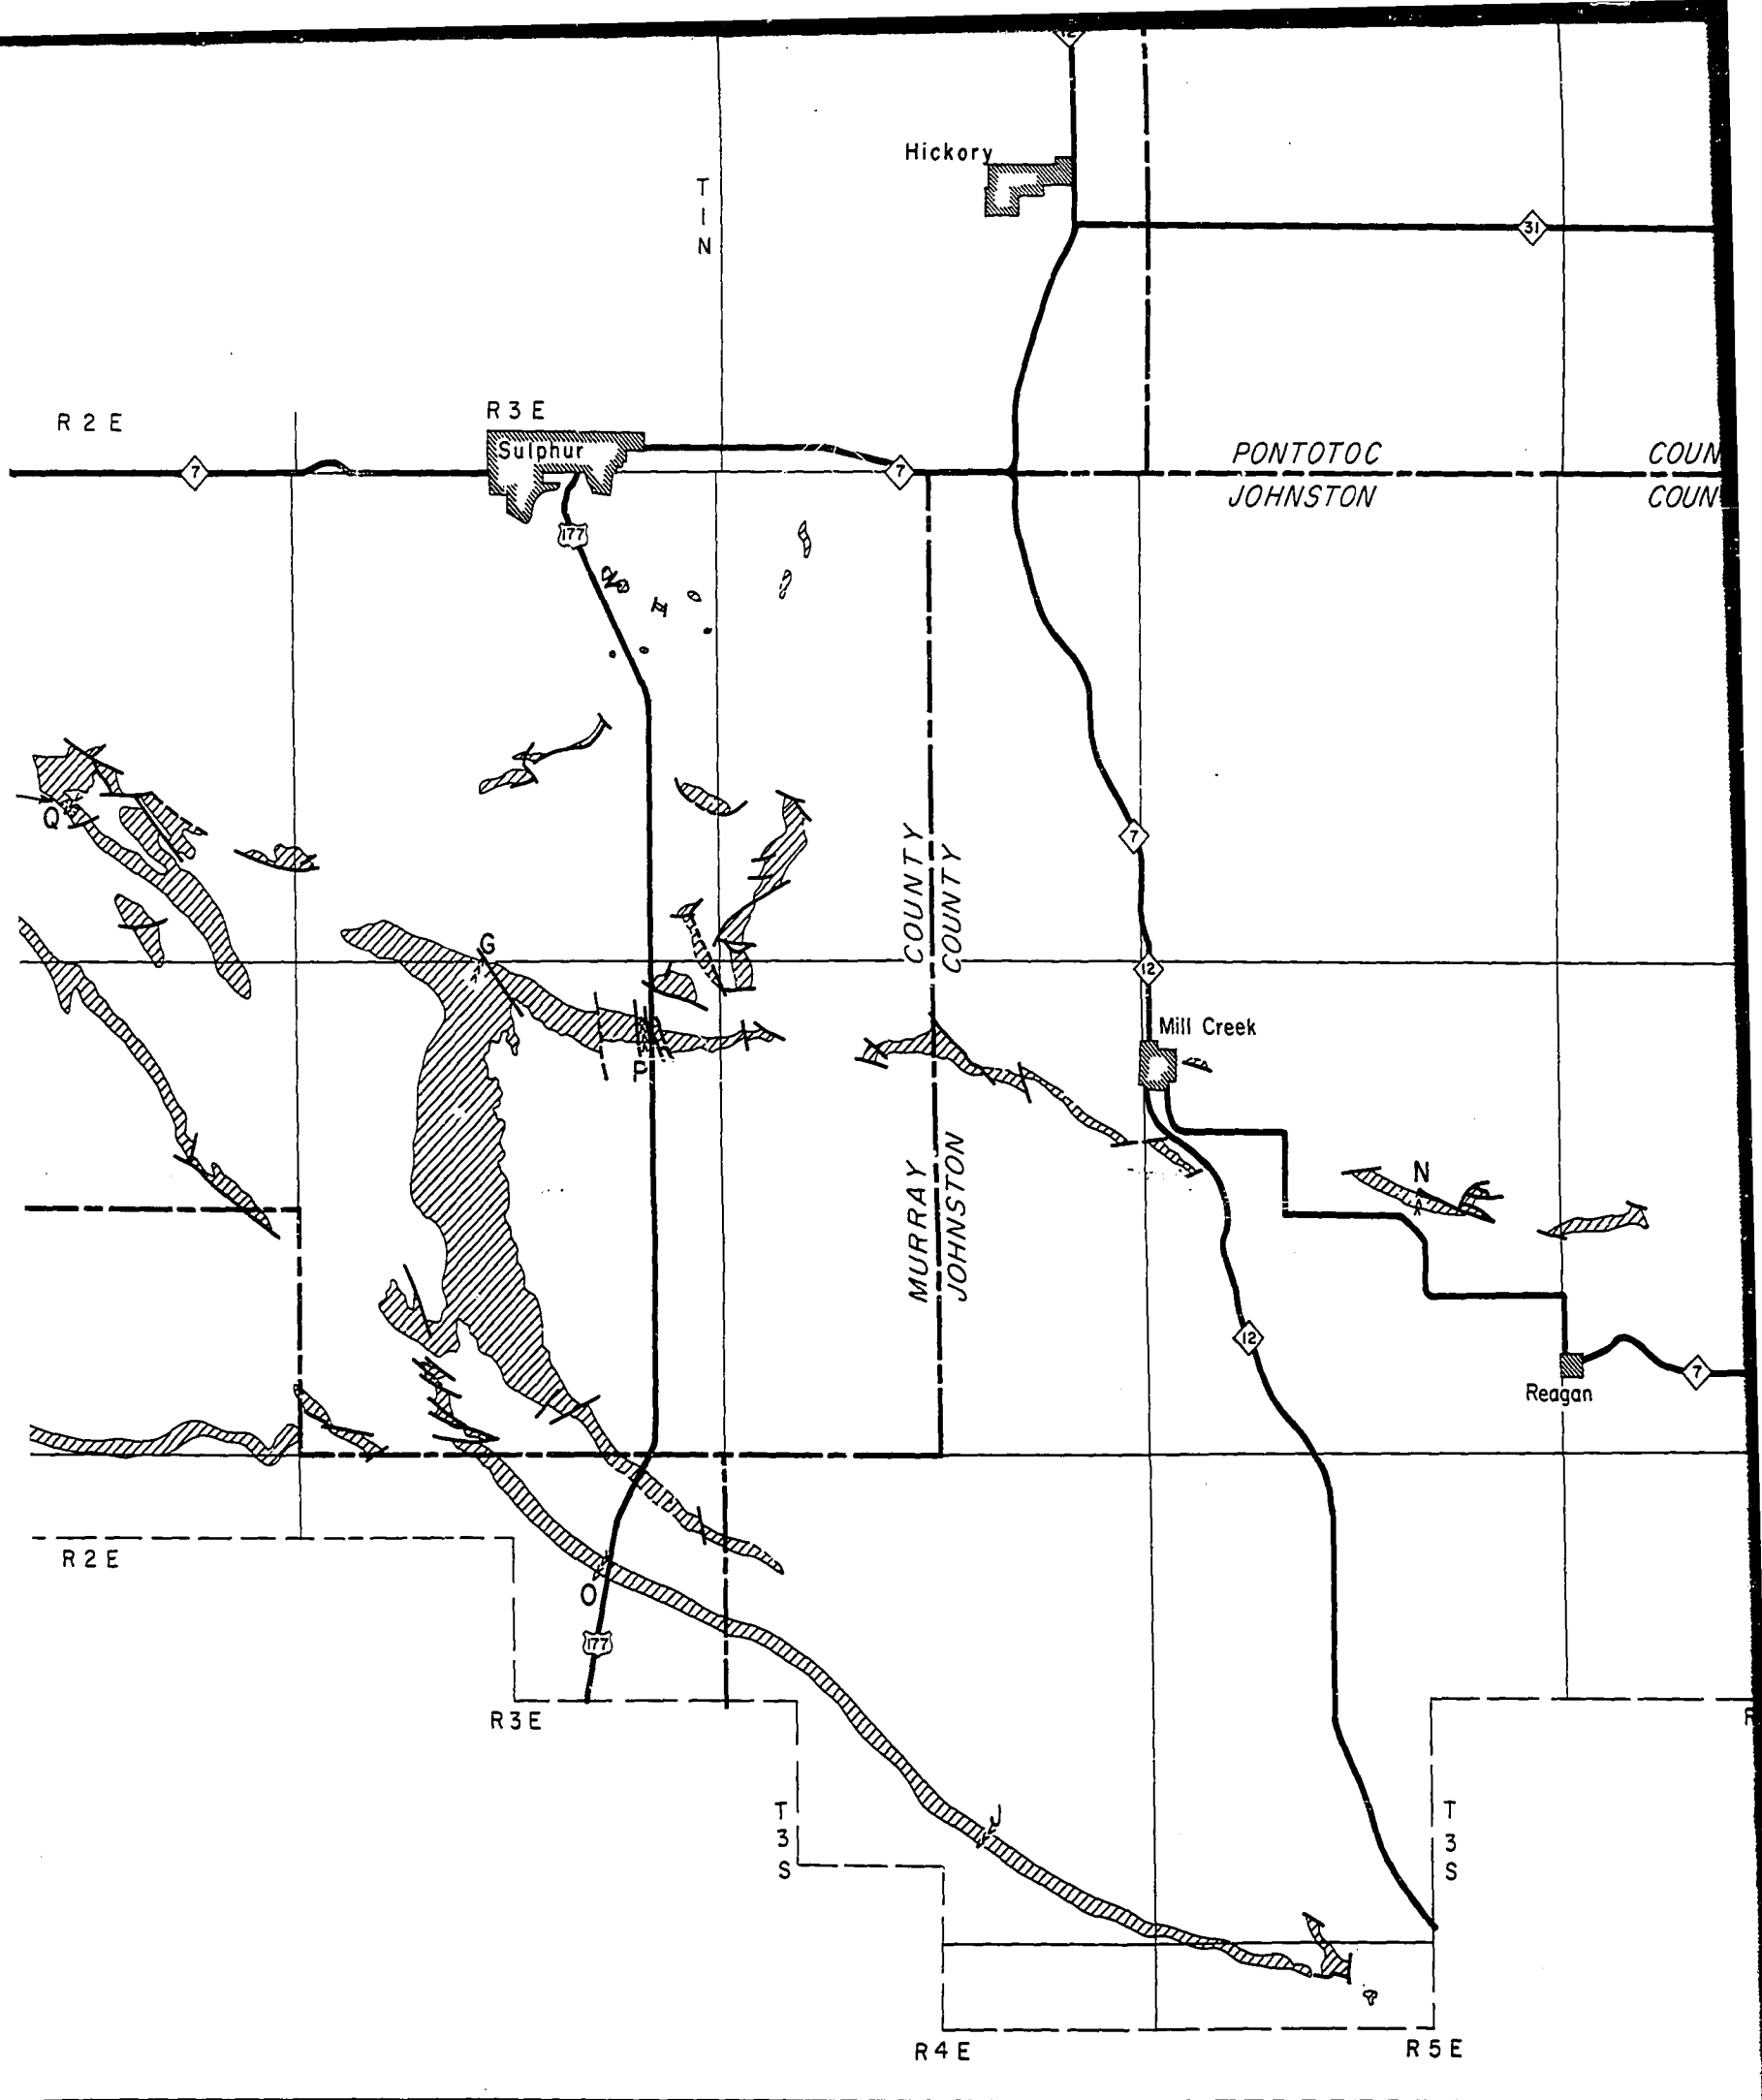 12
Hickory
T
1
N
31
R 2 E
R 3 E
Sulphur
7
7
PONTOTOC COUN
JOHNSTON COUN
177
Q
7
COUNTY
COUNTY
G
12
Mill Creek
P
MURRAY
JOHNSTON
N
12
7
Reagan
R 2 E
O
177
R 3 E
R
T
3
S
J
T
3
S
R 4 E
R 5 E